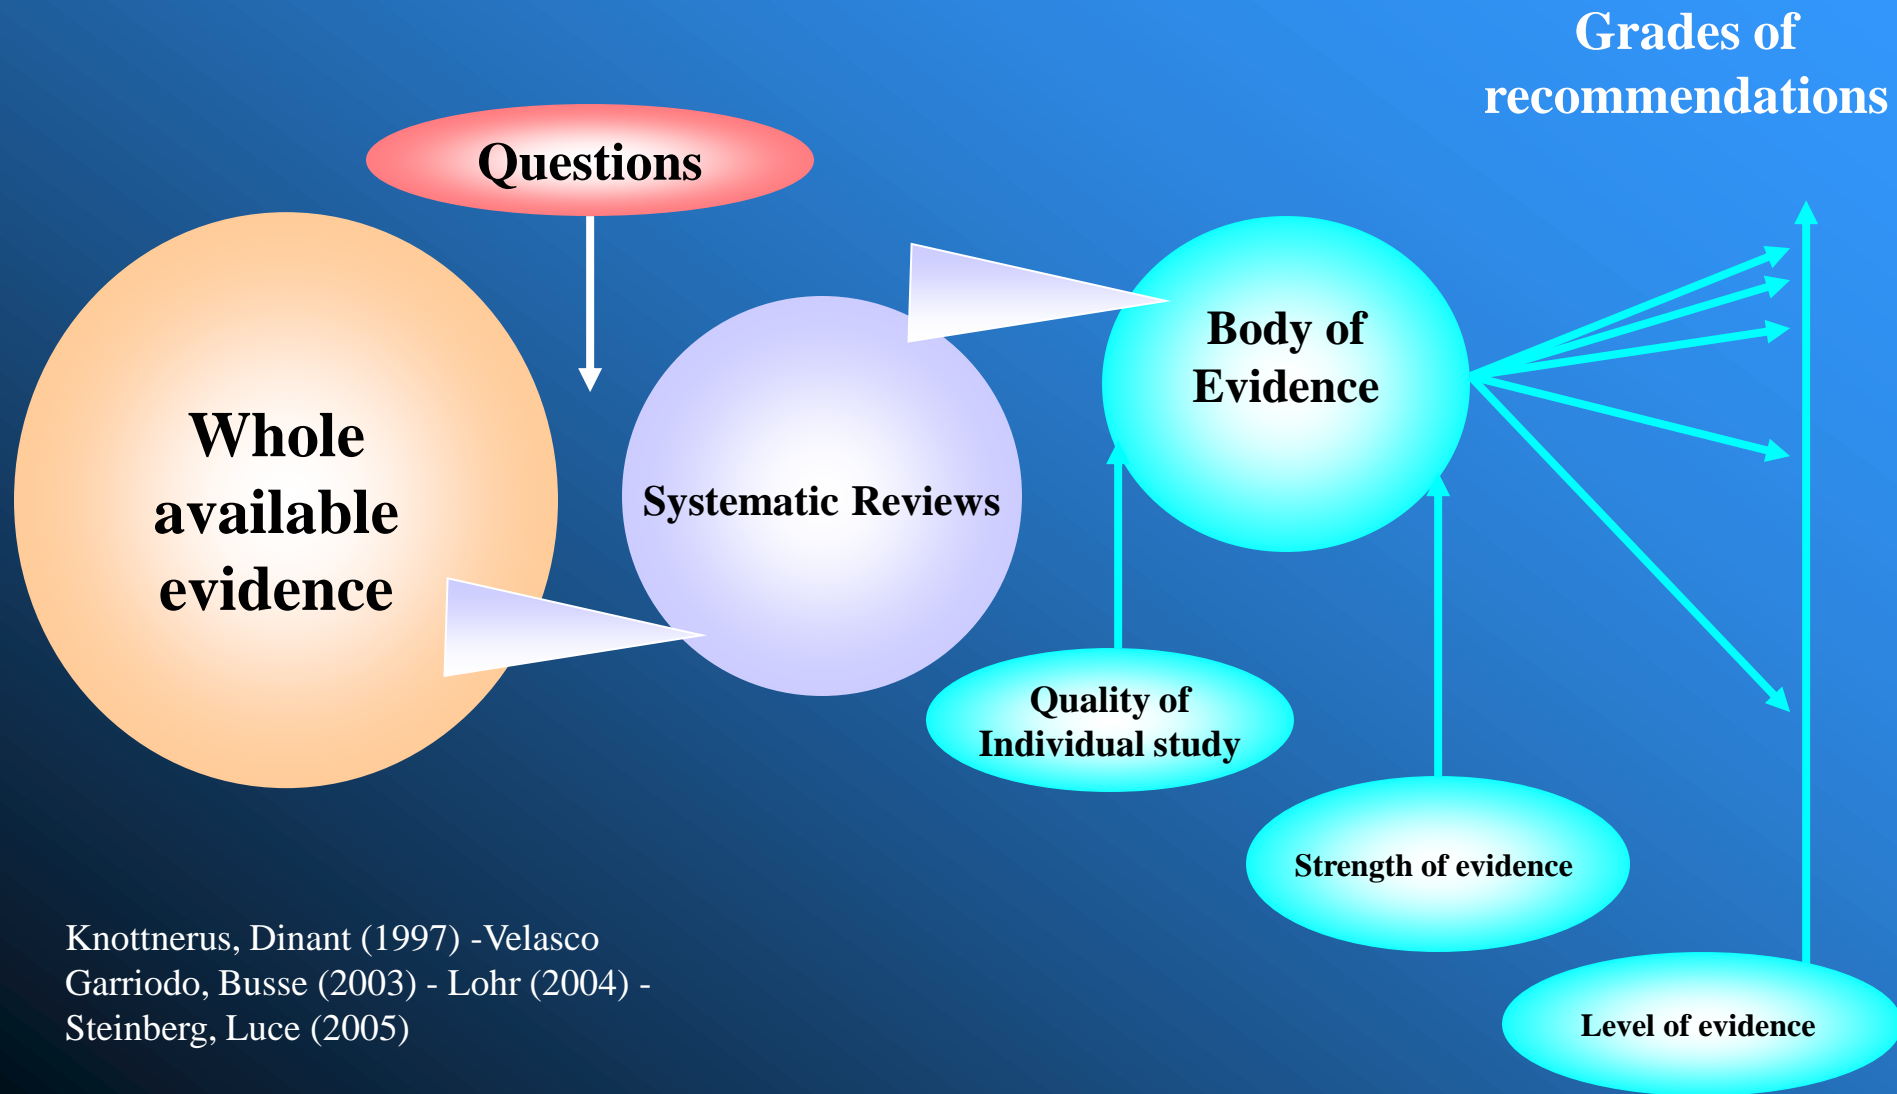 Grades of
recommendations
Questions
Whole
available
evidence
Systematic Reviews
Body of
Evidence
Quality of
Individual study
Strength of evidence
Level of evidence
Knottnerus, Dinant (1997) -Velasco
Garriodo, Busse (2003) - Lohr (2004) -
Steinberg, Luce (2005)